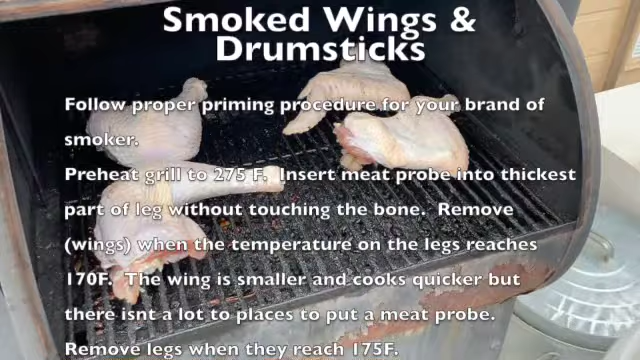 Smoked Wings &
Drumsticks
Follow proper priming procedure for your brand of
smoker.
Preheat grill to 275 F. Insert meat probe into thickest
part of leg without touching the bone. Remove
(wings) when the temperature on the legs reaches
170F. The wing is smaller and cooks quicker but
there isnt a lot to places to put a meat probe.
Remove legs when they reach 175F.